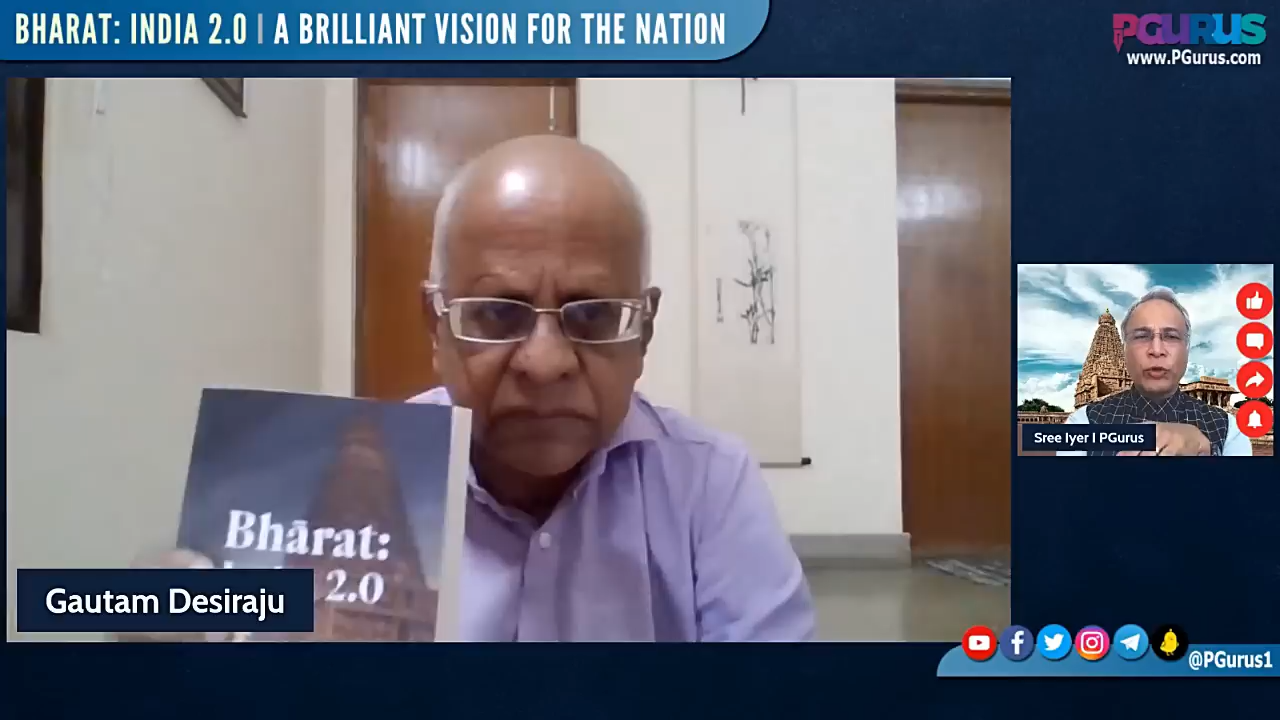 BHARAT: INDIA 2.0 | A BRILLIANT VISION FOR THE NATION
PGURUS
www.PGurus.com
Bhārat:
2.0
Gautam Desiraju
Sree Iyer I PGurus
@PGurus1